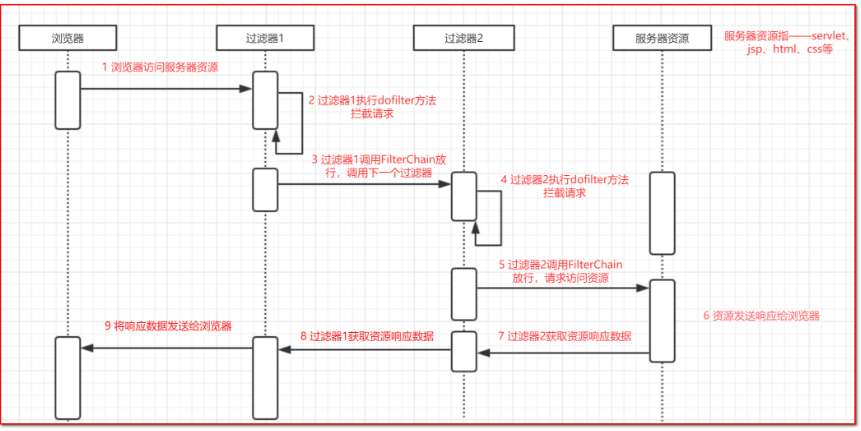 浏览器
过滤器1
过滤器2
服务器资源
服务器资源指——servlet、
jsp、html、css等
1 浏览器访问服务器资源
2 过滤器1执行dofilter方法
拦截请求
3 过滤器1调用FilterChain放
行，调用下一个过滤器
4 过滤器2执行dofilter方法
拦截请求
5 过滤器2调用FilterChain
放行，请求访问资源
6 资源发送响应给浏览器
7 过滤器2获取资源响应数据
8 过滤器1获取资源响应数据
9 将响应数据发送给浏览器